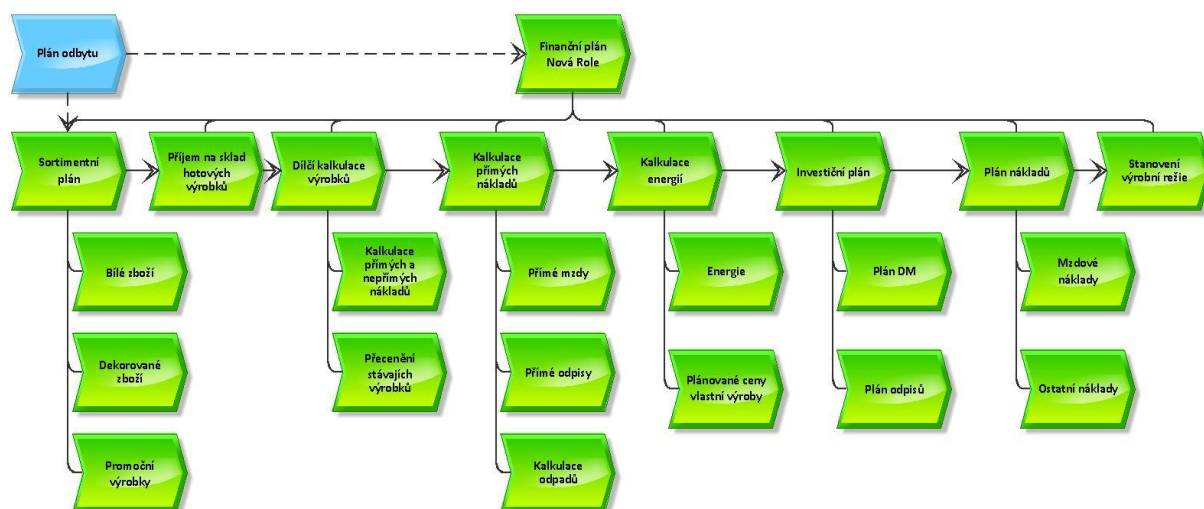 Plán odbytu
Finanční plán
Nová Role
Sortimentní
plán
Příjem na sklad
hotových
výrobků
Dílčí kalkulace
výrobků
Kalkulace
přímých
nákladů
Kalkulace
energií
Investiční plán
Plán nákladů
Stanovení
výrobní režie
Bílé zboží
Kalkulace
přímých a
nepřímých
nákladů
Přímé mzdy
Energie
Plán DM
Mzdové
náklady
Dekorované
zboží
Přecenění
stávajích
výrobků
Přímé odpisy
Plánované ceny
vlastní výroby
Plán odpisů
Ostatní náklady
Promoční
výrobky
Kalkulace
odpadů